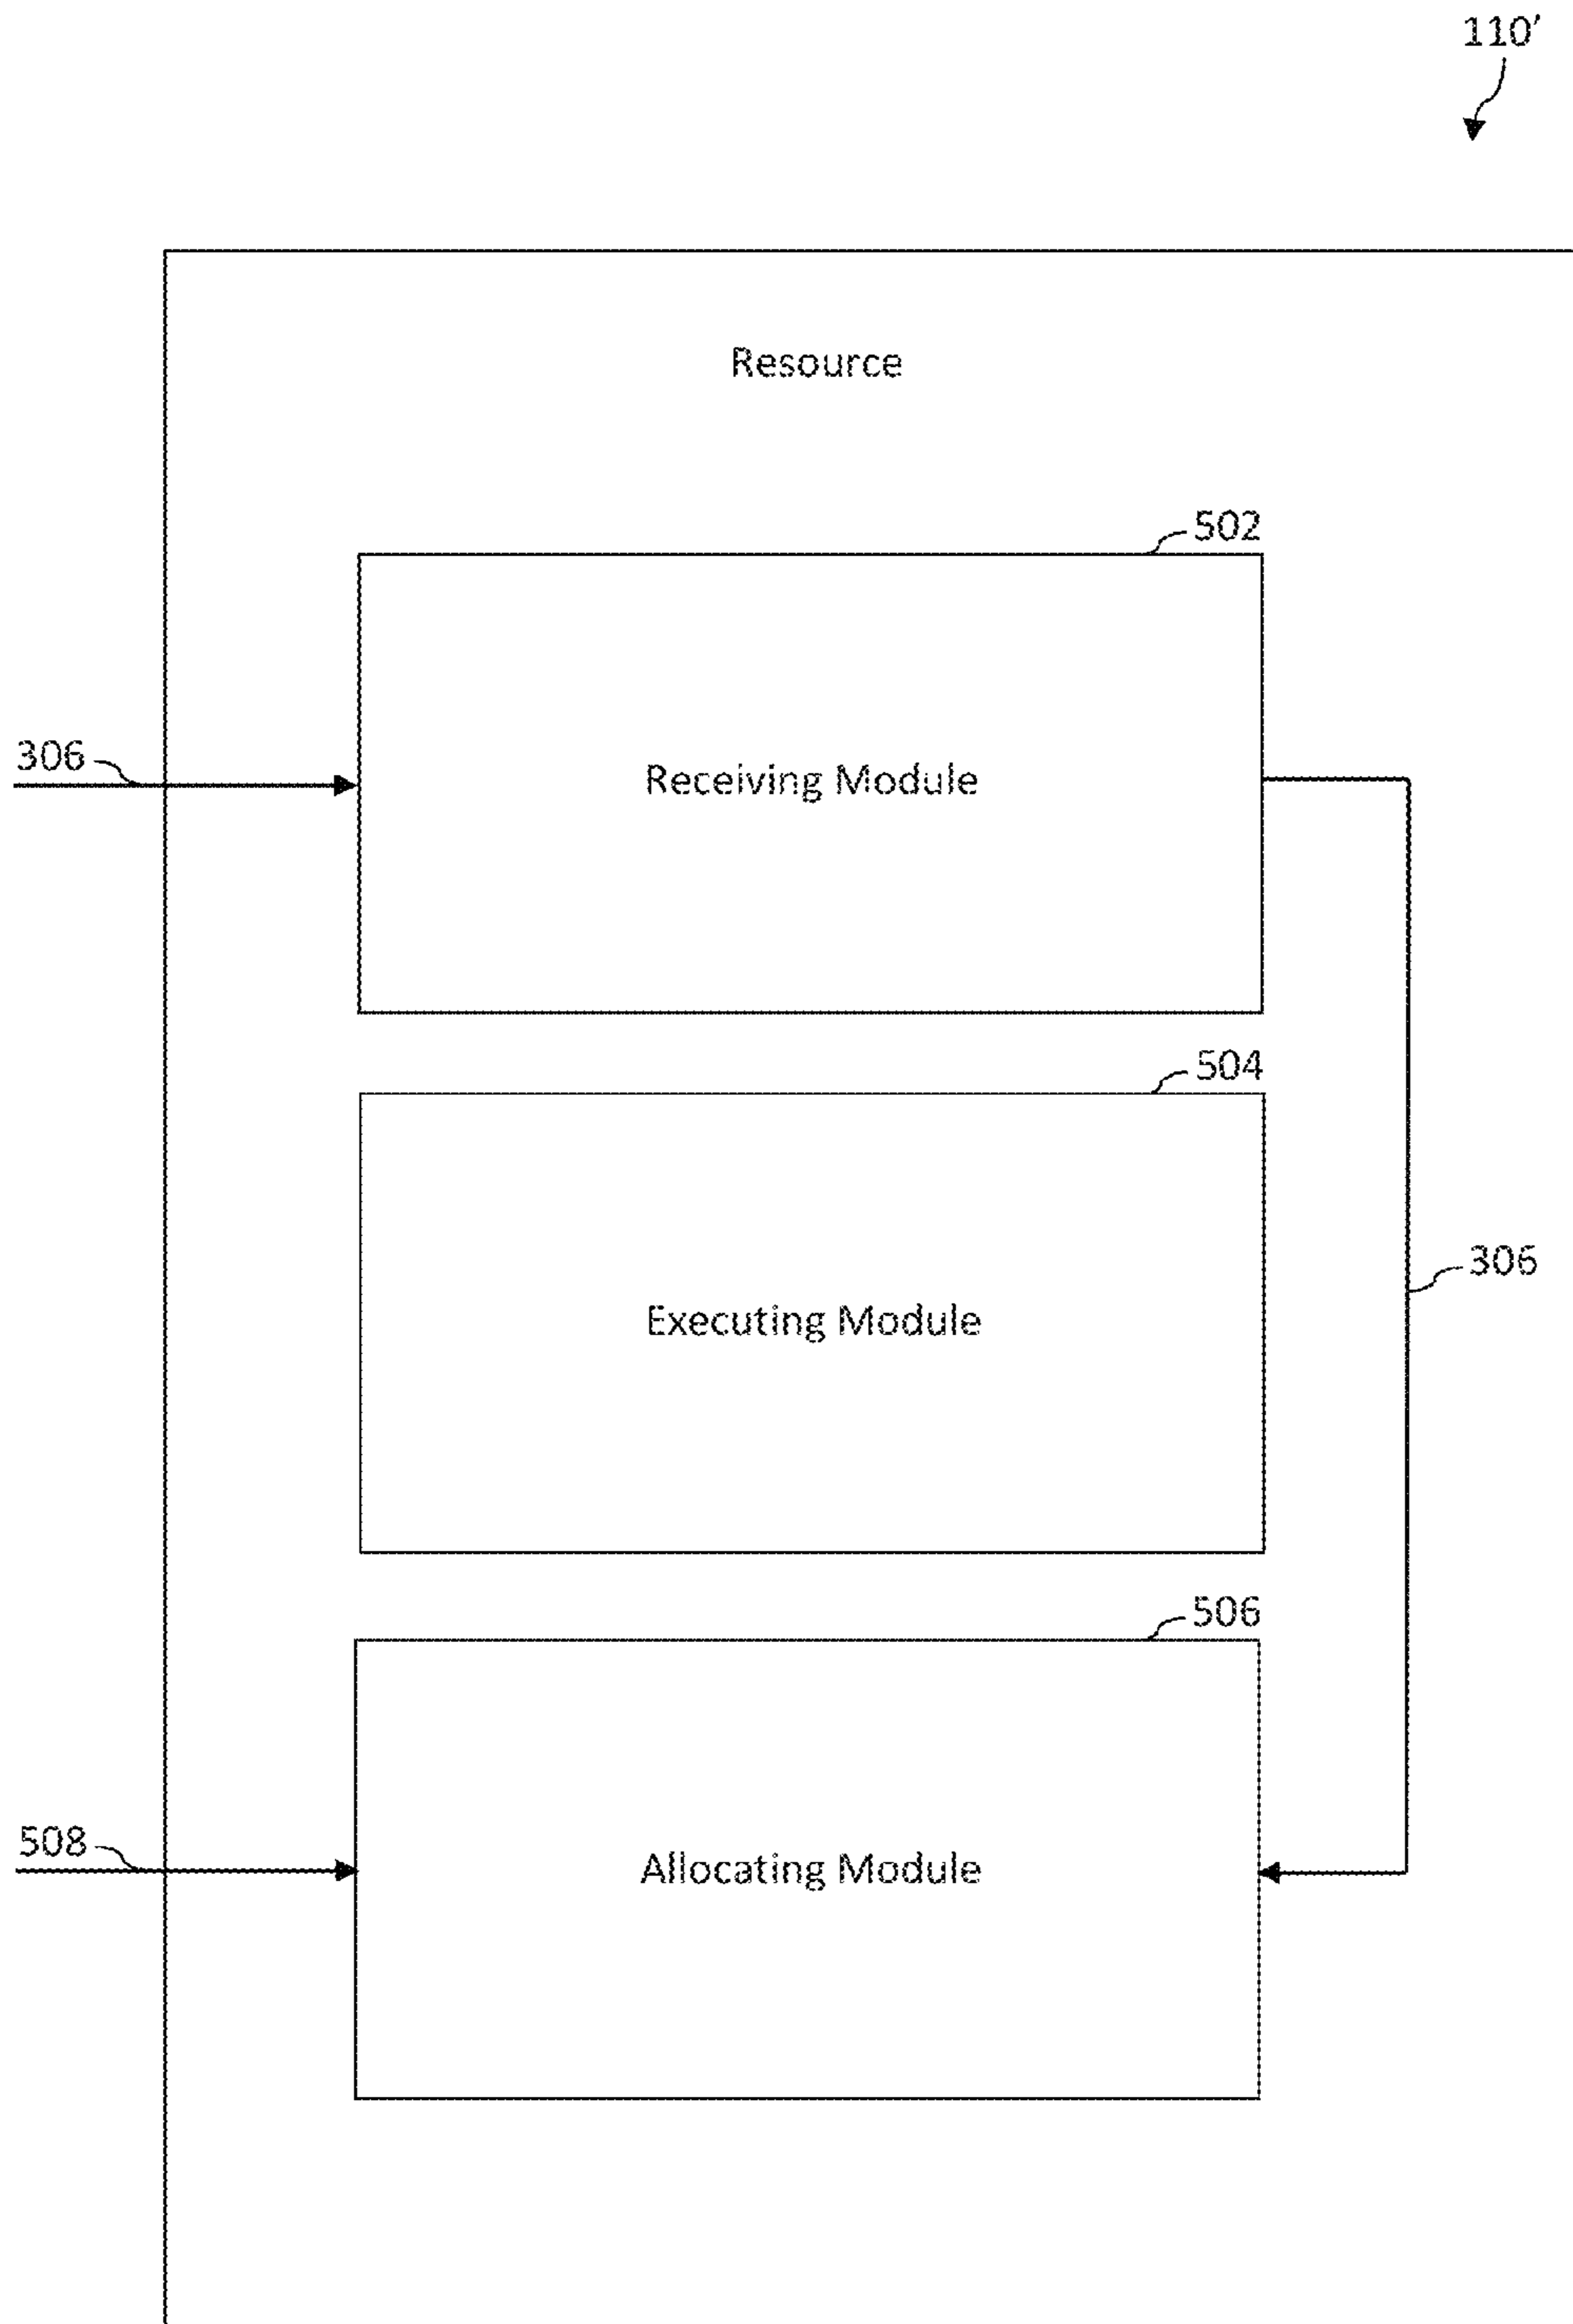 110'
Resource
502
306
Receiving Module
504
306
Executing Module
506
508
Allocating Module